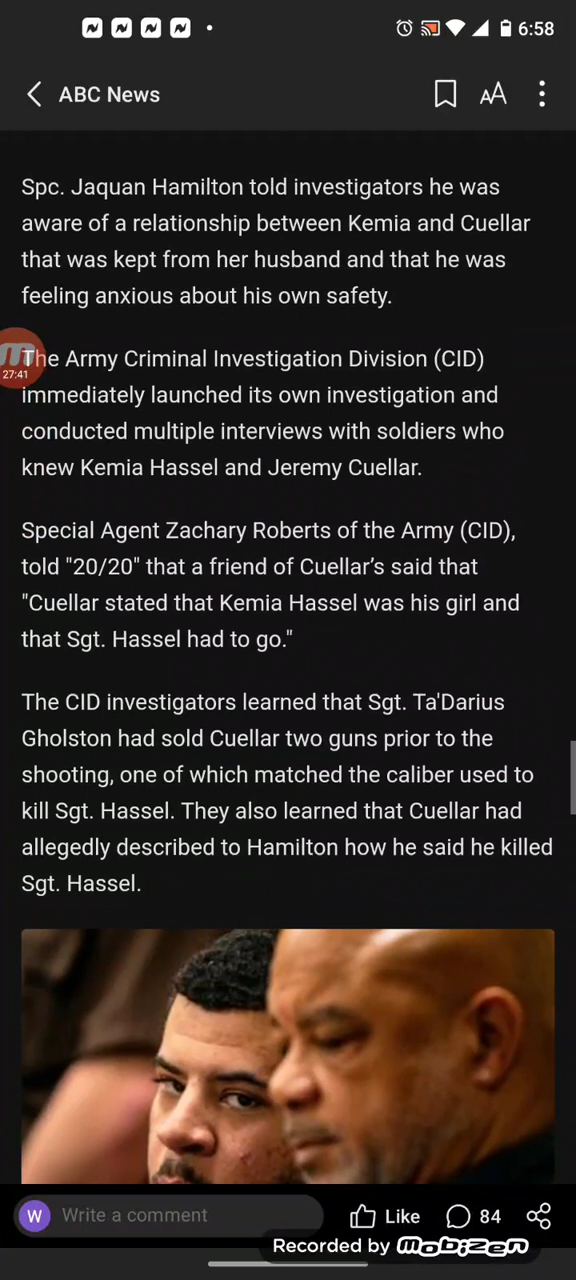 6:58
ABC News
AA
Spc. Jaquan Hamilton told investigators he was
aware of a relationship between Kemia and Cuellar
that was kept from her husband and that he was
feeling anxious about his own safety.
The Army Criminal Investigation Division (CID)
27:41
immediately launched its own investigation and
conducted multiple interviews with soldiers who
knew Kemia Hassel and Jeremy Cuellar.
Special Agent Zachary Roberts of the Army (CID),
told "20/20" that a friend of Cuellar’s said that
"Cuellar stated that Kemia Hassel was his girl and
that Sgt. Hassel had to go."
The CID investigators learned that Sgt. Ta'Darius
Gholston had sold Cuellar two guns prior to the
shooting, one of which matched the caliber used to
kill Sgt. Hassel. They also learned that Cuellar had
allegedly described to Hamilton how he said he killed
Sgt. Hassel.
W Write a comment Like 84
Recorded by mobizen